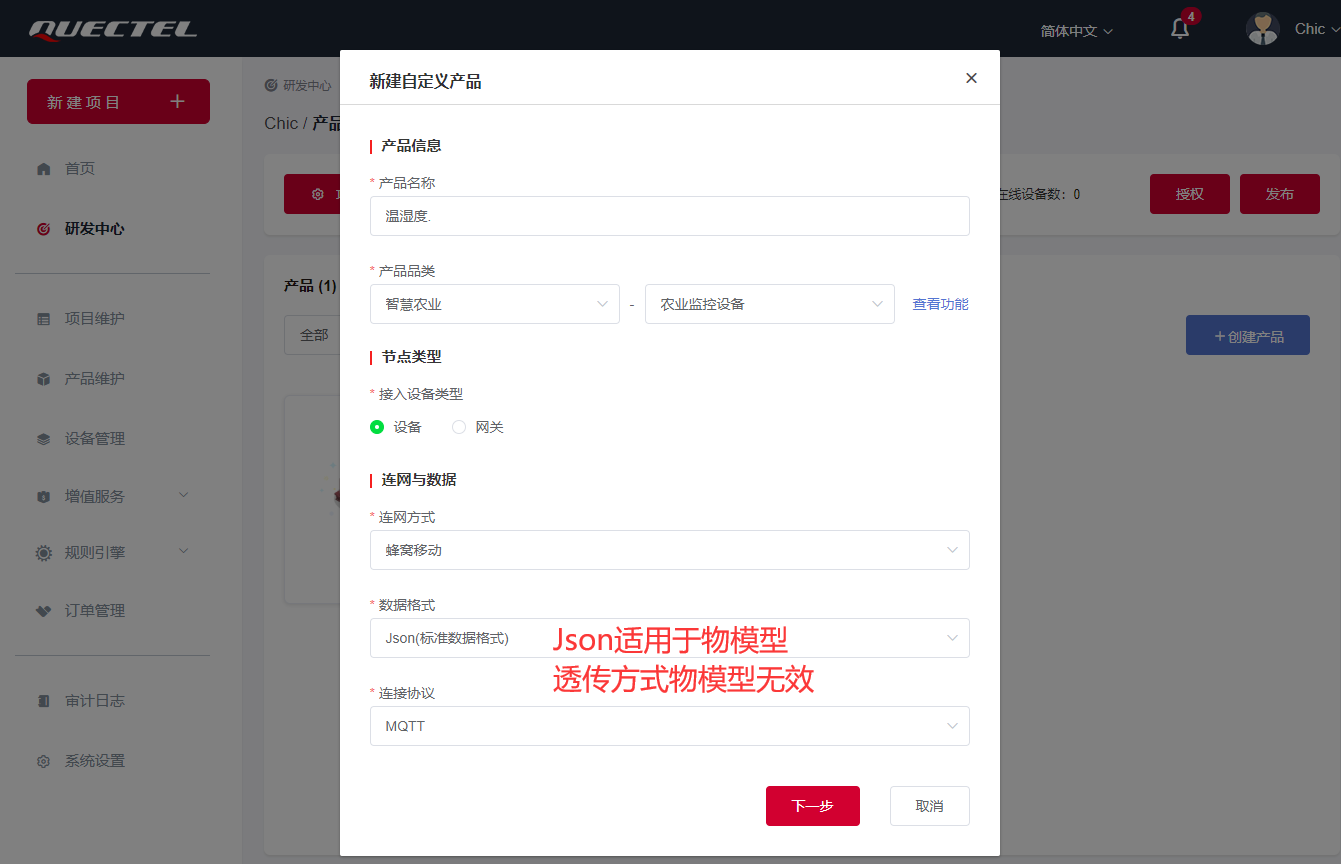 QUECTEL
简体中文
4
Chic
新建项目 +
首页
研发中心
项目维护
产品维护
设备管理
增值服务
规则引擎
订单管理
审计日志
系统设置
研发中心
Chic / 产品
在线设备数: 0
授权
发布
产品 (1)
全部
+创建产品
新建自定义产品
产品信息
* 产品名称
温湿度.
* 产品品类
智慧农业 - 农业监控设备 查看功能
节点类型
* 接入设备类型
设备 网关
连网与数据
* 连网方式
蜂窝移动
* 数据格式
Json(标准数据格式)
Json适用于物模型
透传方式物模型无效
* 连接协议
MQTT
下一步 取消